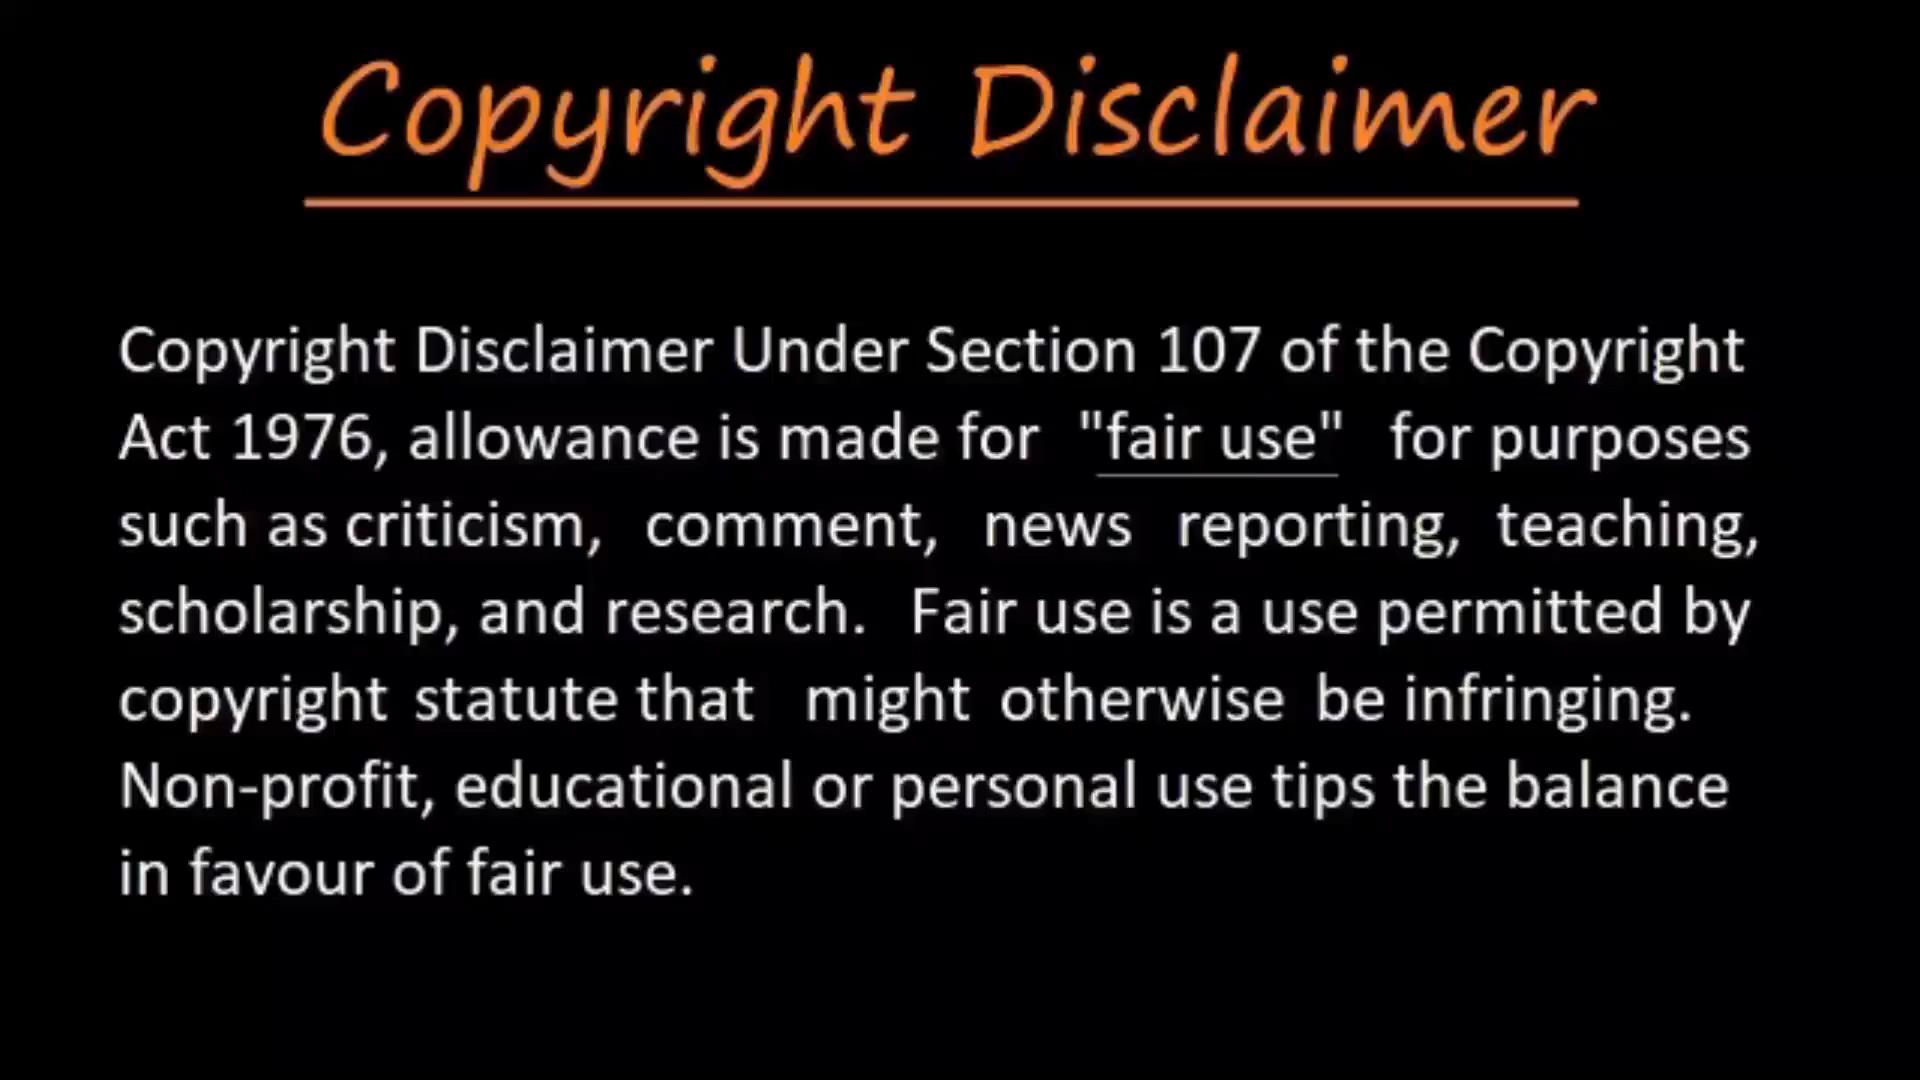 Copyright Disclaimer
Copyright Disclaimer Under Section 107 of the Copyright
Act 1976, allowance is made for "fair use" for purposes
such as criticism, comment, news reporting, teaching,
scholarship, and research. Fair use is a use permitted by
copyright statute that might otherwise be infringing.
Non-profit, educational or personal use tips the balance
in favour of fair use.